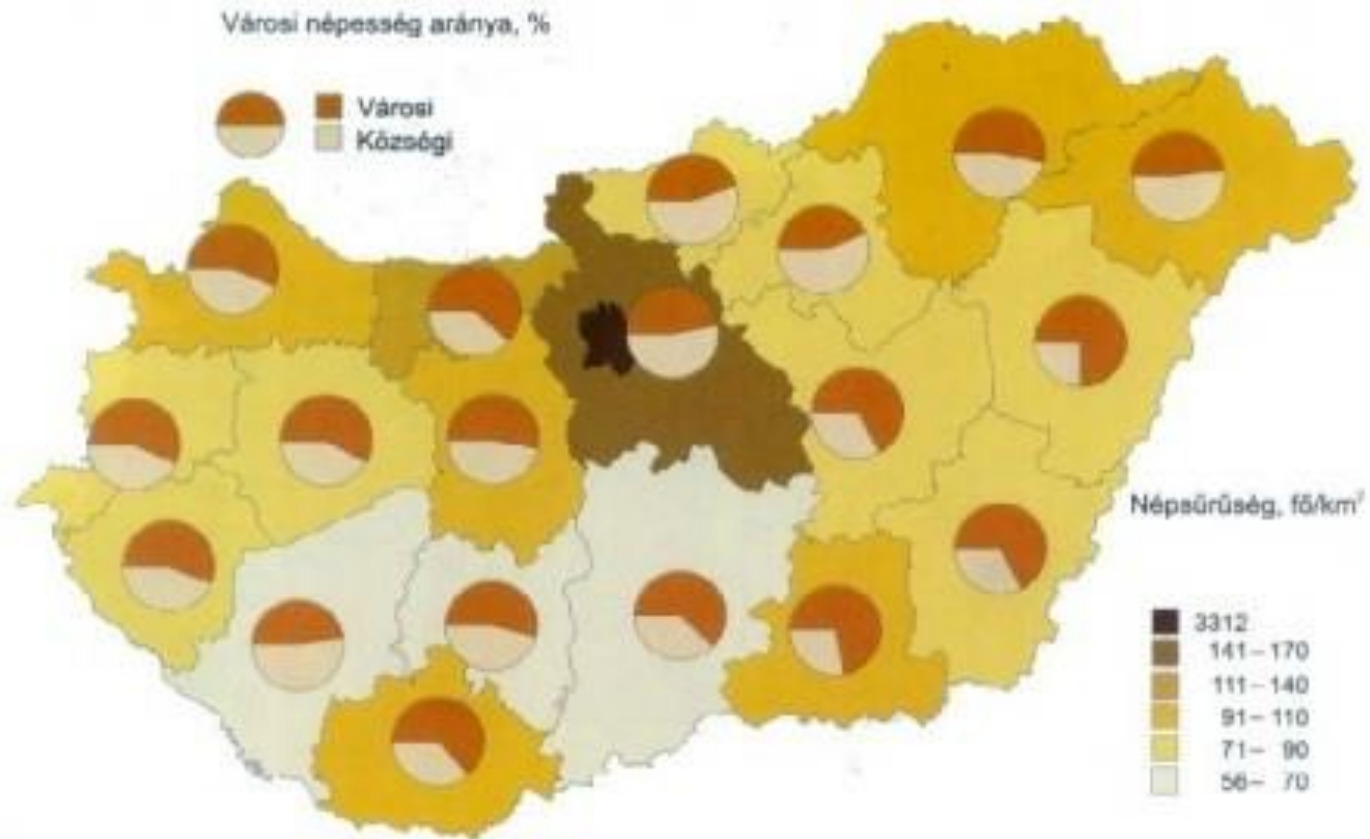 Városi népesség aránya, %
Városi
Községi
Népsűrűség, fő/km²
3312
141– 170
111– 140
91– 110
71– 90
56– 70